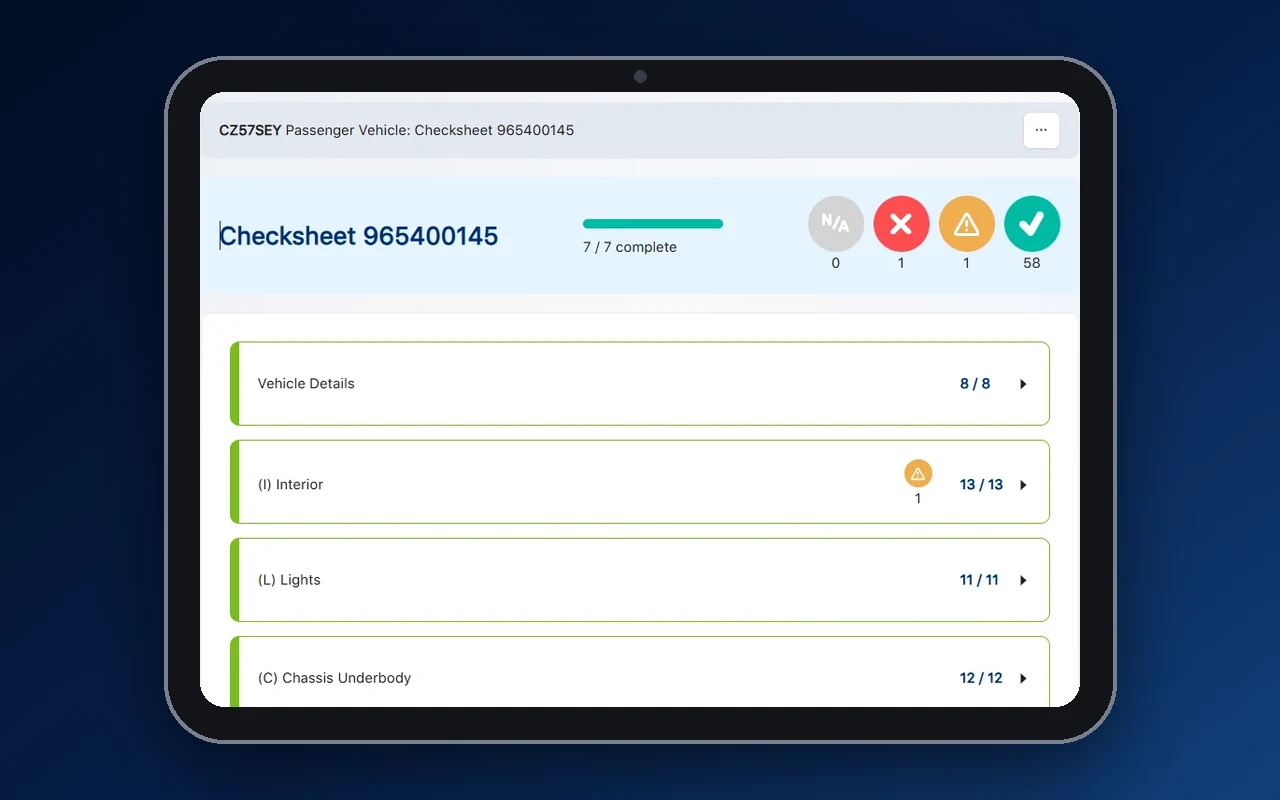 CZ57SEY Passenger Vehicle: Checksheet 965400145
...
Checksheet 965400145
7 / 7 complete
N/A
0
1
1
58
Vehicle Details
8 / 8
(I) Interior
1
13 / 13
(L) Lights
11 / 11
(C) Chassis Underbody
12 / 12